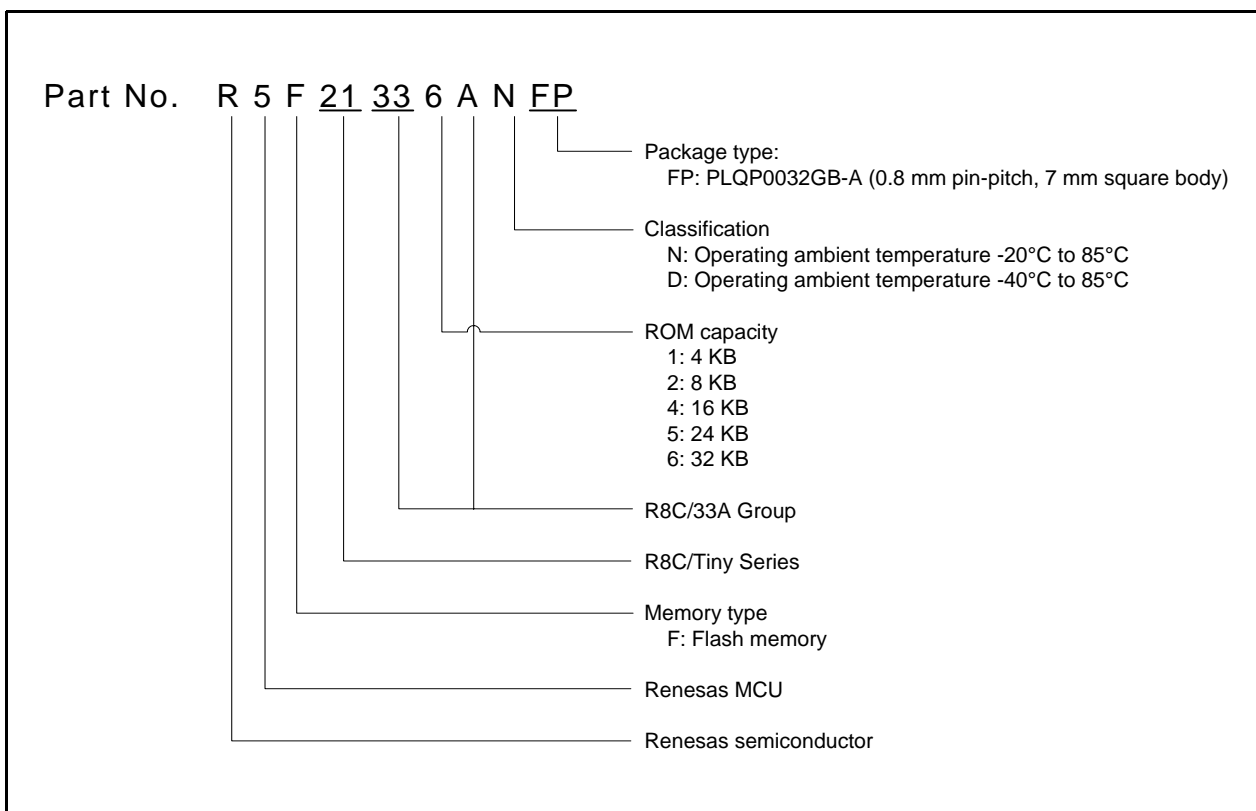 Part No. R 5 F 21 33 6 A N FP
Package type:
FP: PLQP0032GB-A (0.8 mm pin-pitch, 7 mm square body)
Classification
N: Operating ambient temperature -20°C to 85°C
D: Operating ambient temperature -40°C to 85°C
ROM capacity
1: 4 KB
2: 8 KB
4: 16 KB
5: 24 KB
6: 32 KB
R8C/33A Group
R8C/Tiny Series
Memory type
F: Flash memory
Renesas MCU
Renesas semiconductor